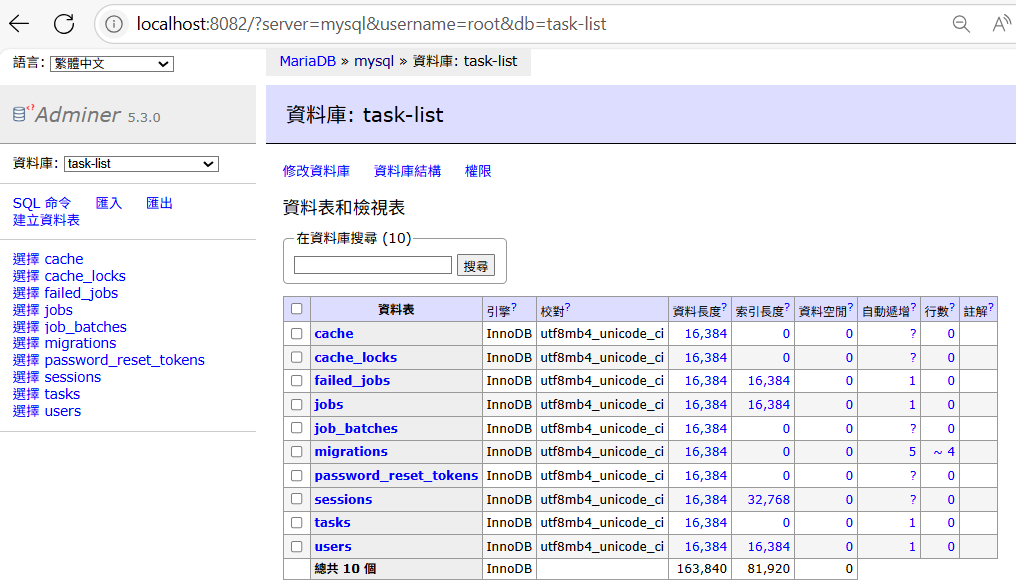 localhost:8082/?server=mysql&username=root&db=task-list
語言: 繁體中文
MariaDB » mysql » 資料庫: task-list
Adminer 5.3.0
資料庫: task-list
資料庫: task-list
SQL 命令 匯入 匯出
建立資料表
選擇 cache
選擇 cache_locks
選擇 failed_jobs
選擇 jobs
選擇 job_batches
選擇 migrations
選擇 password_reset_tokens
選擇 sessions
選擇 tasks
選擇 users
修改資料庫 資料庫結構 權限
資料表和檢視表
在資料庫搜尋 (10)
搜尋
資料表 引擎? 校對? 資料長度? 索引長度? 資料空閒? 自動遞增? 行數? 註解?
cache InnoDB utf8mb4_unicode_ci 16,384 0 0 ? 0
cache_locks InnoDB utf8mb4_unicode_ci 16,384 0 0 ? 0
failed_jobs InnoDB utf8mb4_unicode_ci 16,384 16,384 0 1 0
jobs InnoDB utf8mb4_unicode_ci 16,384 16,384 0 1 0
job_batches InnoDB utf8mb4_unicode_ci 16,384 0 0 ? 0
migrations InnoDB utf8mb4_unicode_ci 16,384 0 0 5 ~ 4
password_reset_tokens InnoDB utf8mb4_unicode_ci 16,384 0 0 ? 0
sessions InnoDB utf8mb4_unicode_ci 16,384 32,768 0 ? 0
tasks InnoDB utf8mb4_unicode_ci 16,384 0 0 1 0
users InnoDB utf8mb4_unicode_ci 16,384 16,384 0 1 0
總共 10 個 InnoDB 163,840 81,920 0